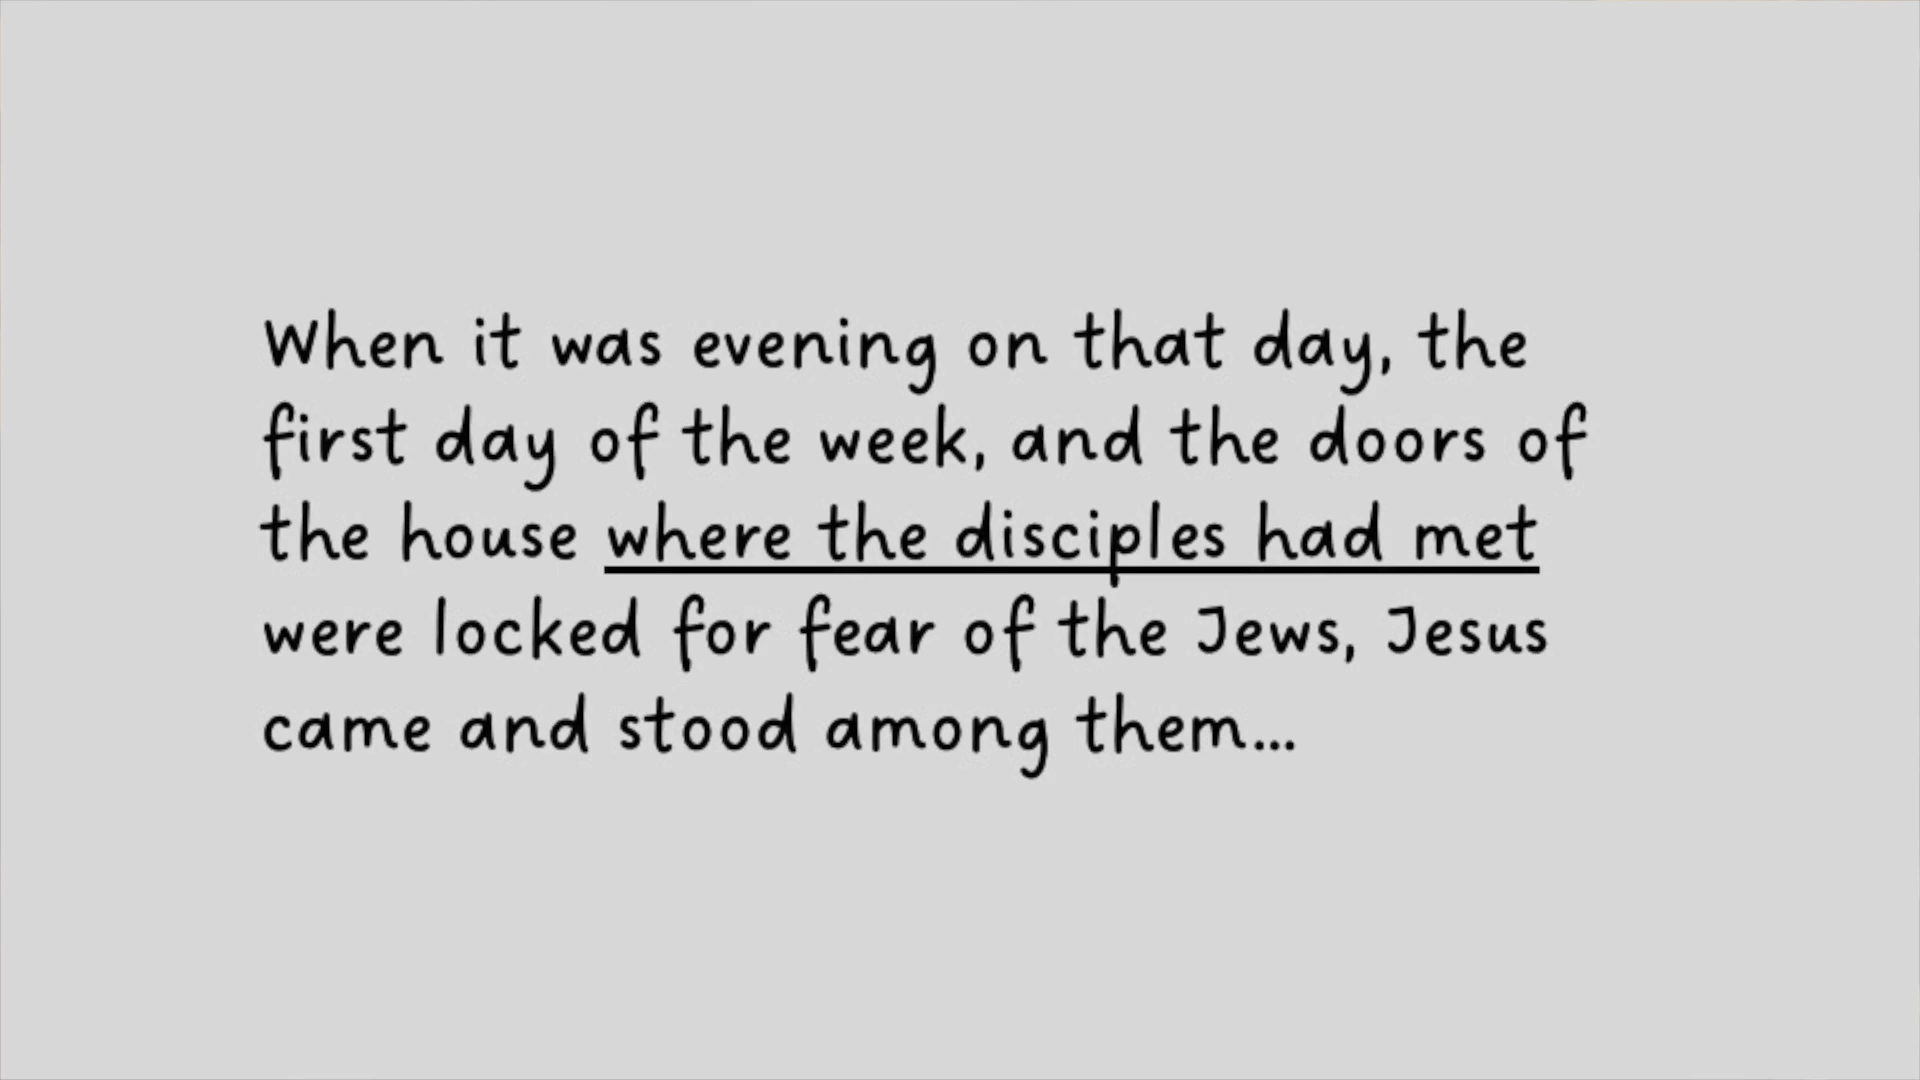 When it was evening on that day, the
first day of the week, and the doors of
the house where the disciples had met
were locked for fear of the Jews, Jesus
came and stood among them...